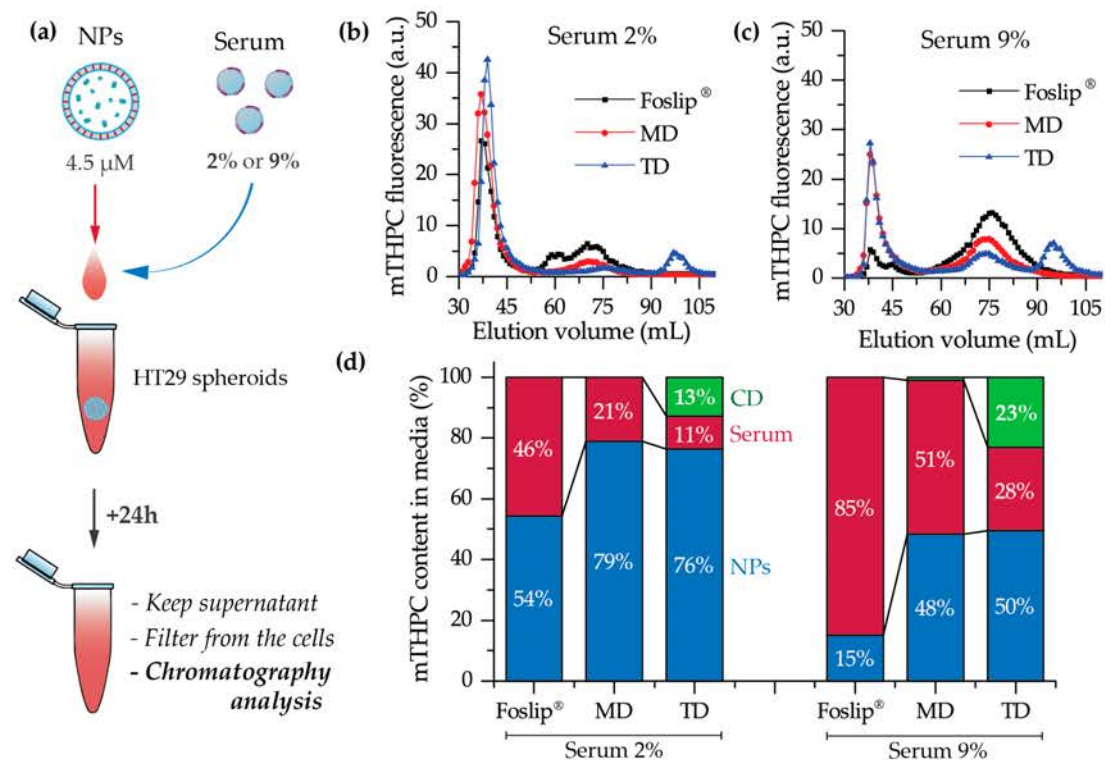 (a)
NPs
Serum
4.5 µM
2% or 9%
HT29 spheroids
+24h
- Keep supernatant
- Filter from the cells
- Chromatography
analysis
(b)
Serum 2%
mTHPC fluorescence (a.u.)
50
40
30
20
10
0
Foslip®
MD
TD
30 45 60 75 90 105
Elution volume (mL)
(c)
Serum 9%
mTHPC fluorescence (a.u.)
50
40
30
20
10
0
Foslip®
MD
TD
30 45 60 75 90 105
Elution volume (mL)
(d)
mTHPC content in media (%)
100
80
60
40
20
0
46%
54%
21%
79%
13%
11%
76%
CD
Serum
NPs
85%
15%
51%
48%
23%
28%
50%
Foslip® MD TD
Serum 2%
Foslip® MD TD
Serum 9%